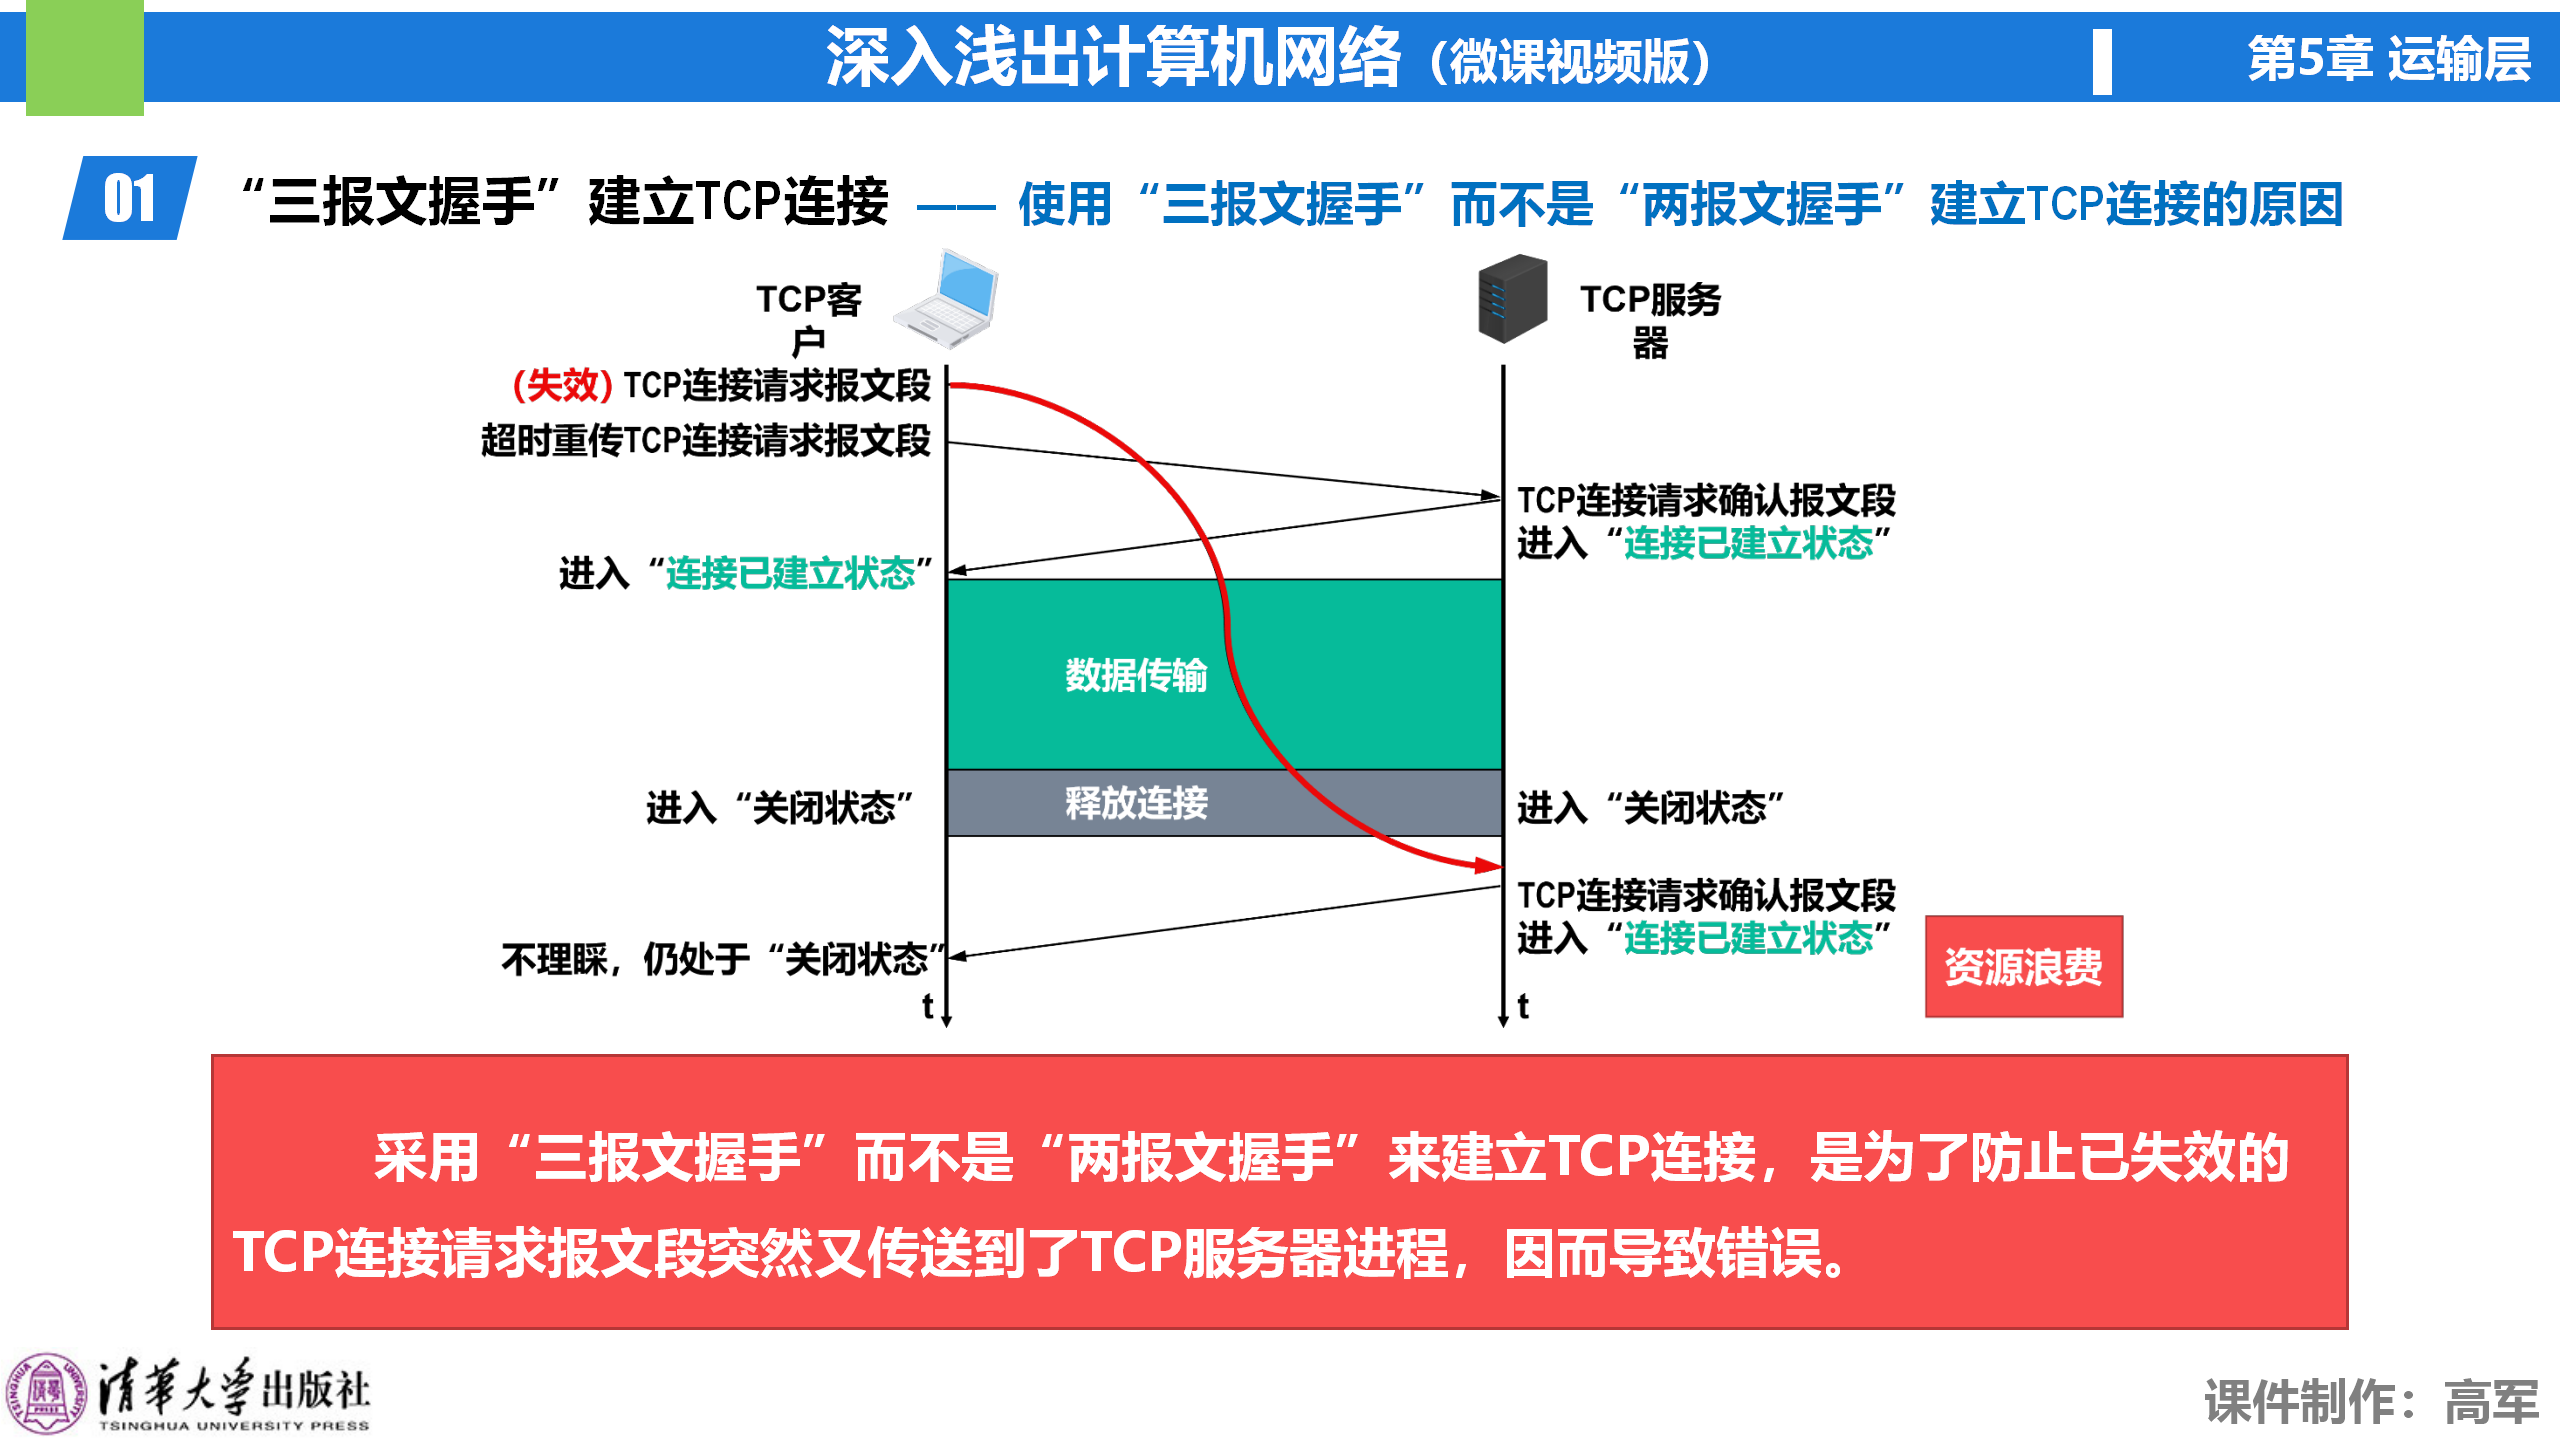 深入浅出计算机网络（微课视频版）
第5章 运输层
01
“三报文握手”建立TCP连接 —— 使用“三报文握手”而不是“两报文握手”建立TCP连接的原因
TCP客
户
TCP服务
器
（失效）TCP连接请求报文段
超时重传TCP连接请求报文段
TCP连接请求确认报文段
进入“连接已建立状态”
进入“连接已建立状态”
数据传输
进入“关闭状态”
释放连接
进入“关闭状态”
TCP连接请求确认报文段
进入“连接已建立状态”
不理睬，仍处于“关闭状态”
资源浪费
t
t
采用“三报文握手”而不是“两报文握手”来建立TCP连接，是为了防止已失效的
TCP连接请求报文段突然又传送到了TCP服务器进程，因而导致错误。
清华大学出版社
TSINGHUA UNIVERSITY PRESS
课件制作：高军